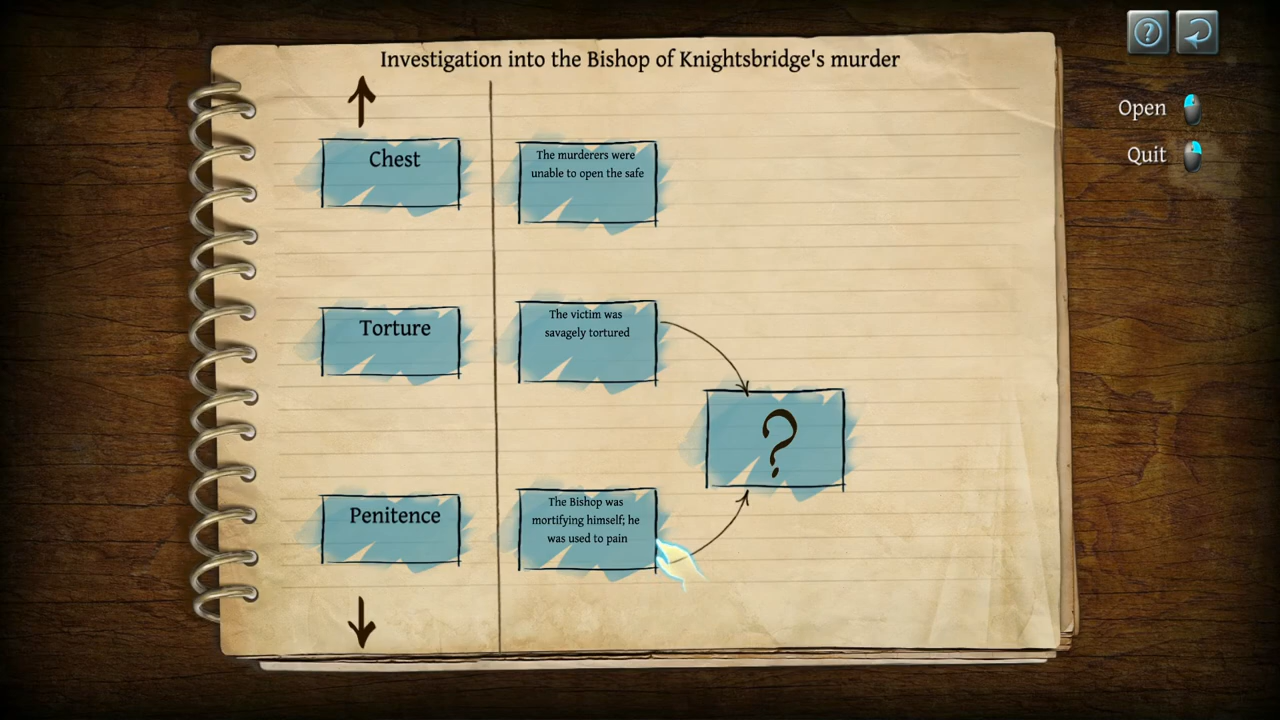 Investigation into the Bishop of Knightsbridge's murder
Open
Quit
Chest
The murderers were
unable to open the safe
Torture
The victim was
savagely tortured
?
Penitence
The Bishop was
mortifying himself; he
was used to pain
?